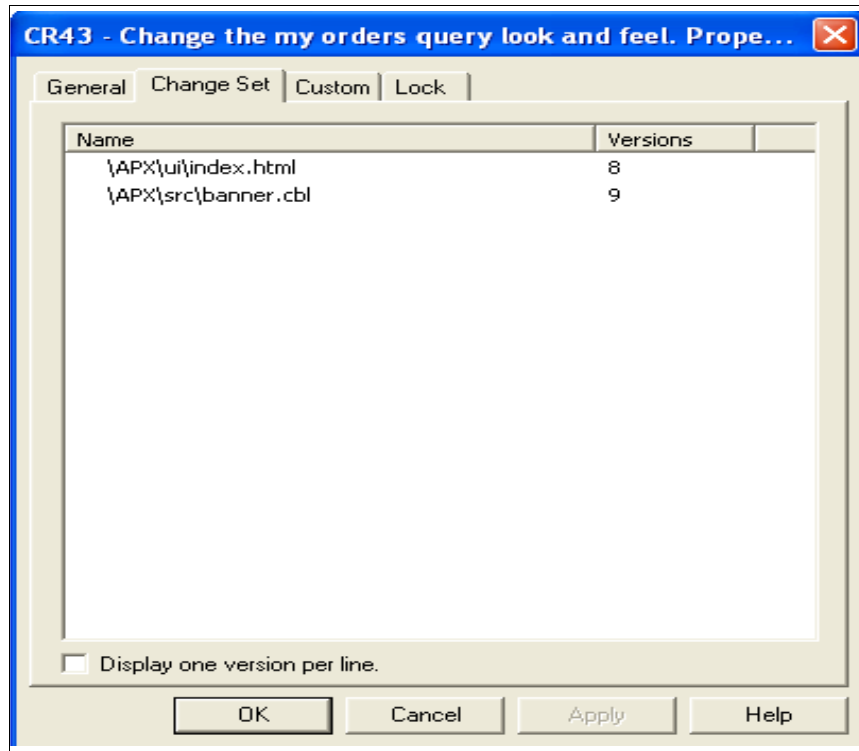 CR43 - Change the my orders query look and feel. Prope...
General Change Set Custom Lock
Name Versions
\APX\ui\index.html 8
\APX\src\banner.cbl 9
Display one version per line.
OK Cancel Apply Help